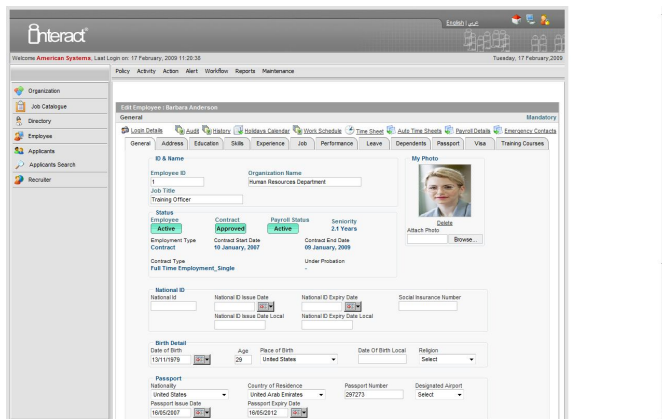 English | عربي
interact
Welcome American Systems, Last Login on: 17 February, 2009 11:20:38
Tuesday, 17 February,2009
Policy Activity Action Alert Workflow Reports Maintenance
Organization
Job Catalogue
Directory
Employee
Applicants
Applicants Search
Recruiter
Edit Employee : Barbara Anderson
General Mandatory
Login Details Audit History Holidays Calendar Work Schedule Time Sheet Auto Time Sheets Payroll Details Emergency Contacts
General Address Education Skills Experience Job Performance Leave Dependents Passport Visa Training Courses
ID & Name
Employee ID Organization Name
1 Human Resources Department
Job Title
Training Officer
My Photo
Delete
Attach Photo
Browse...
Status
Employee Contract Payroll Status Seniority
Active Approved Active 2.1 Years
Employment Type Contract Start Date Contract End Date
Contract 10 January, 2007 09 January, 2009
Contract Type Under Probation
Full Time Employment_Single -
National ID
National Id National ID Issue Date National ID Expiry Date Social Insurance Number
National ID Issue Date Local National ID Expiry Date Local
Birth Detail
Date of Birth Age Place of Birth Date Of Birth Local Religion
13/11/1979 29 United States Select
Passport
Nationality Country of Residence Passport Number Designated Airport
United States United Arab Emirates 297273 Select
Passport Issue Date Passport Expiry Date
16/05/2007 16/05/2012